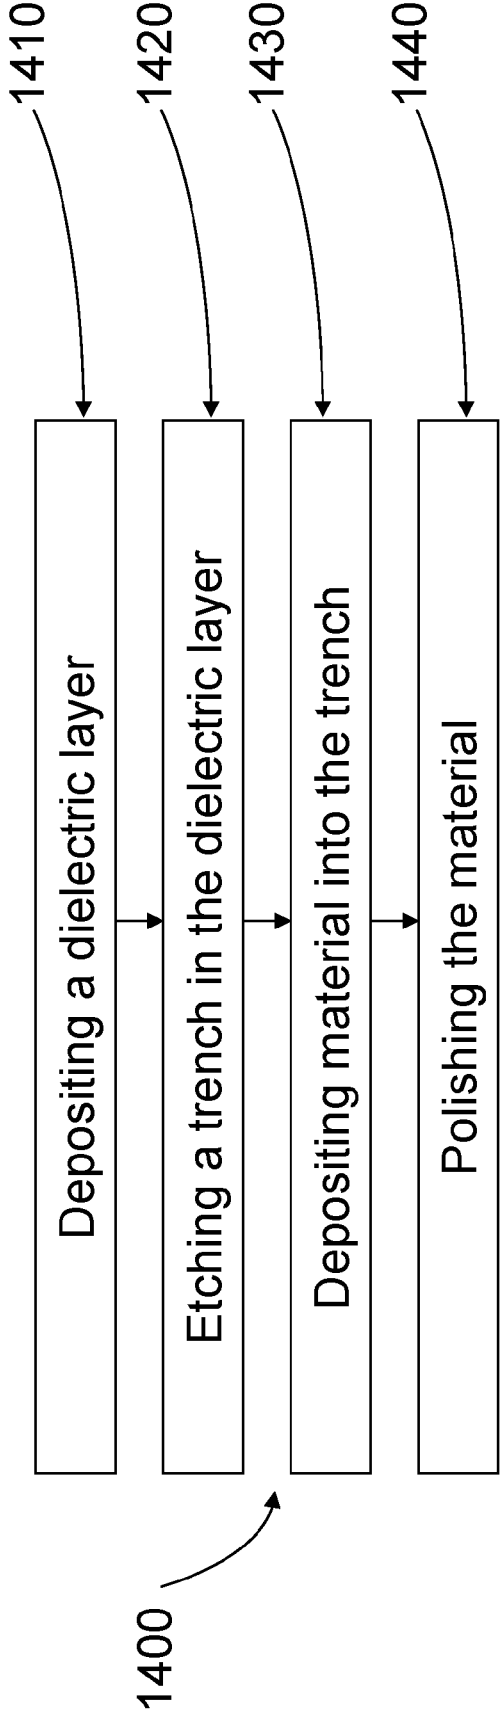 1400
Depositing a dielectric layer
1410
Etching a trench in the dielectric layer
1420
Depositing material into the trench
1430
Polishing the material
1440